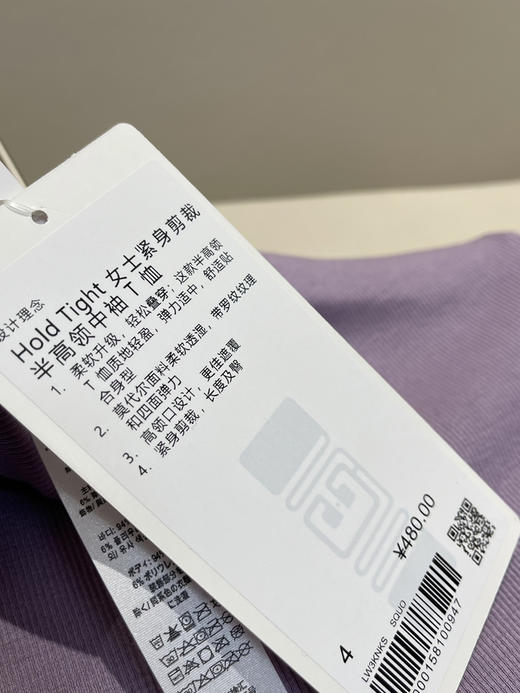 设计理念
Hold Tight 女士紧身剪裁
半高领中袖 T 恤
1. 柔软升级，轻松叠穿；这款半高领
T 恤质地轻盈，弹力适中，舒适贴
合身型
2. 莫代尔面料柔软透湿，带罗纹纹理
和四面弹力
3. 高领口设计，更佳遮覆
4. 紧身剪裁，长度及臀
¥480.00
4
LW3KNKS SQUO
000158100947